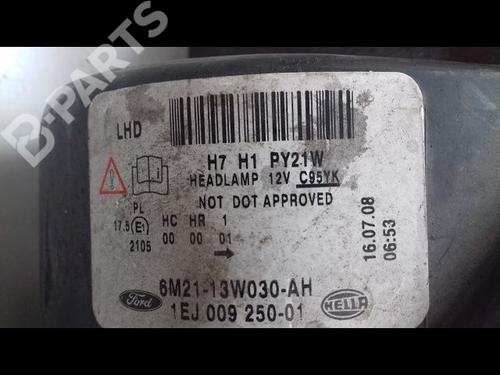 B-PARTS
LHD
H7 H1 PY21W
HEADLAMP 12V C95YK
NOT DOT APPROVED
PL HC HR 1
17.5 E1 00 00 01
2105
16.07.08
06:53
6M21-13W030-AH
1EJ 009 250-01
Ford
HELLA